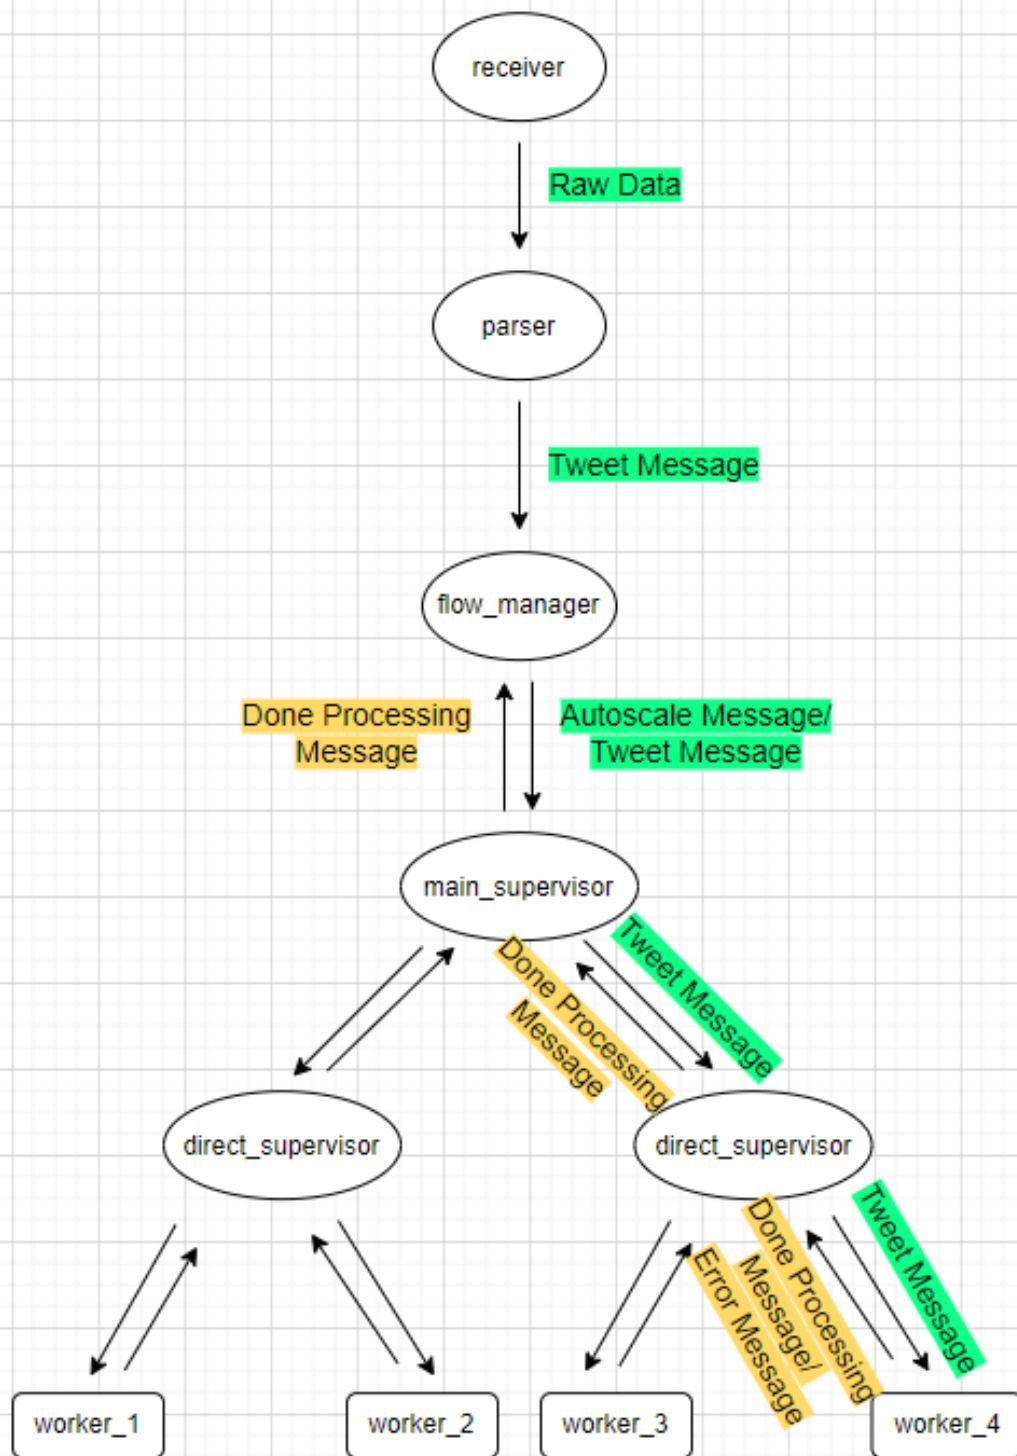 receiver
Raw Data
parser
Tweet Message
flow_manager
Done Processing
Message
Autoscale Message/
Tweet Message
main_supervisor
Done Processing
Message
Tweet Message
direct_supervisor
direct_supervisor
Done Processing
Message/
Error Message
Tweet Message
worker_1
worker_2
worker_3
worker_4